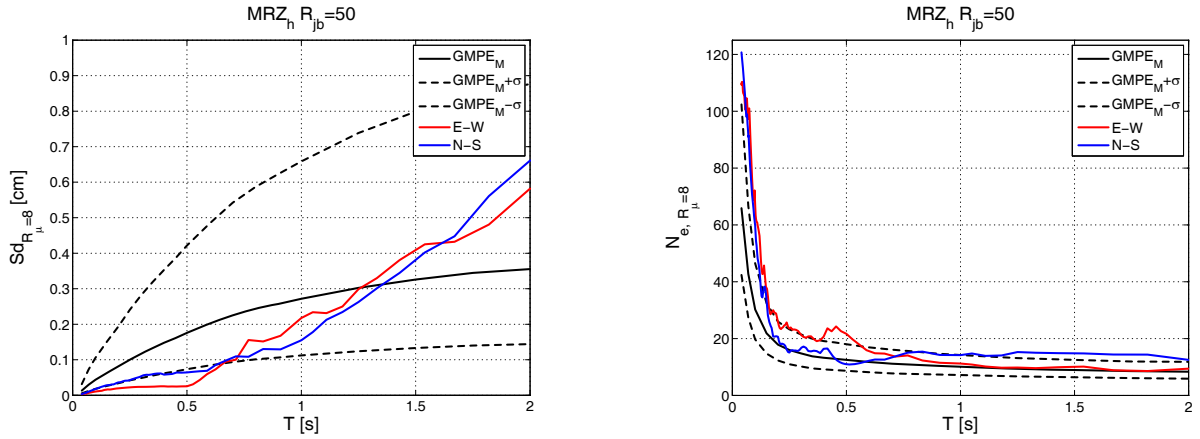 MRZ_h R_jb=50
1
0.9
0.8
0.7
0.6
0.5
0.4
0.3
0.2
0.1
0
Sd_{R_μ=8} [cm]
GMPE_M
GMPE_M+σ
GMPE_M−σ
E−W
N−S
0 0.5 1 1.5 2
T [s]
MRZ_h R_jb=50
120
100
80
60
40
20
0
N_{e, R_μ=8}
GMPE_M
GMPE_M+σ
GMPE_M−σ
E−W
N−S
0 0.5 1 1.5 2
T [s]